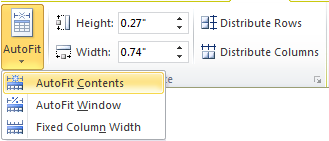 Height: 0.27"
Distribute Rows
AutoFit
Width: 0.74"
Distribute Columns
AutoFit Contents
AutoFit Window
Fixed Column Width